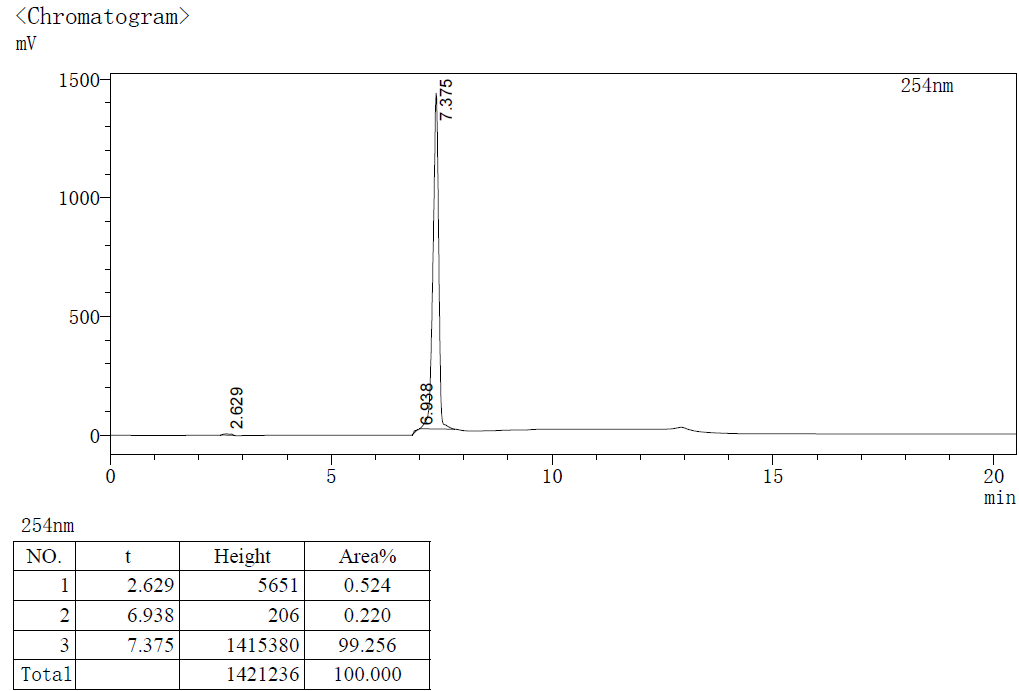 <Chromatogram>
mV
1500
254nm
7.375
1000
500
6.938
2.629
0
0 5 10 15 20
min
254nm
NO. t Height Area%
1 2.629 5651 0.524
2 6.938 206 0.220
3 7.375 1415380 99.256
Total 1421236 100.000